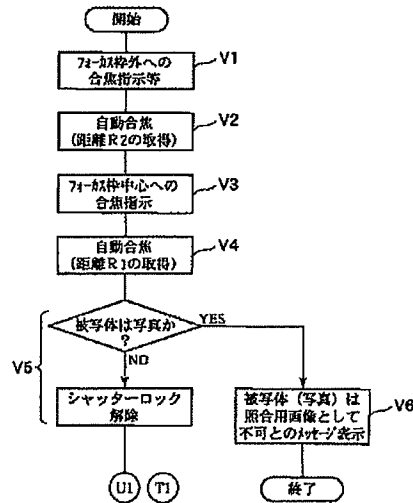 開始
フォーカス枠外への
合焦指示等
V1
自動合焦
(距離R2の取得)
V2
フォーカス枠中心への
合焦指示
V3
自動合焦
(距離R1の取得)
V4
被写体は写真か
?
YES
NO
V5
シャッターロック
解除
被写体(写真)は
照合用画像として
不可とのメッセージ表示
V6
U1
T1
終了